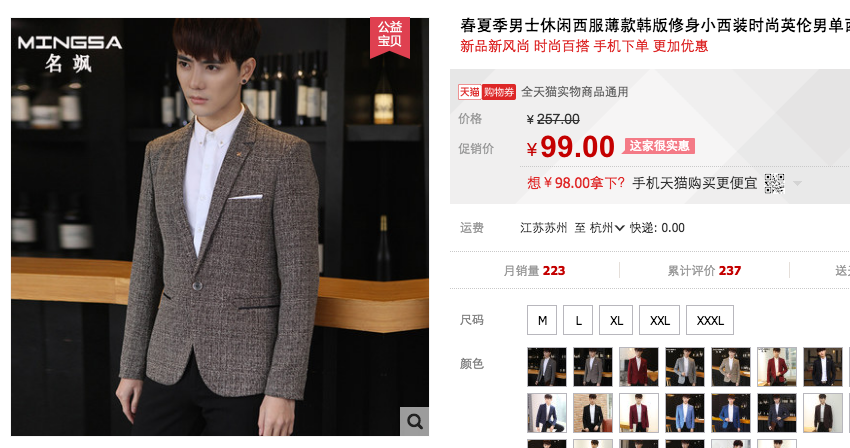 MINGSA
名飒
公益
宝贝
春夏季男士休闲西服薄款韩版修身小西装时尚英伦男单
新品新风尚 时尚百搭 手机下单 更加优惠
天猫 购物券 全天猫实物商品通用
价格 ¥257.00
促销价 ¥99.00 这家很实惠
想¥98.00拿下? 手机天猫购买更便宜
运费 江苏苏州 至 杭州 快递: 0.00
月销量 223 累计评价 237 送
尺码 M L XL XXL XXXL
颜色